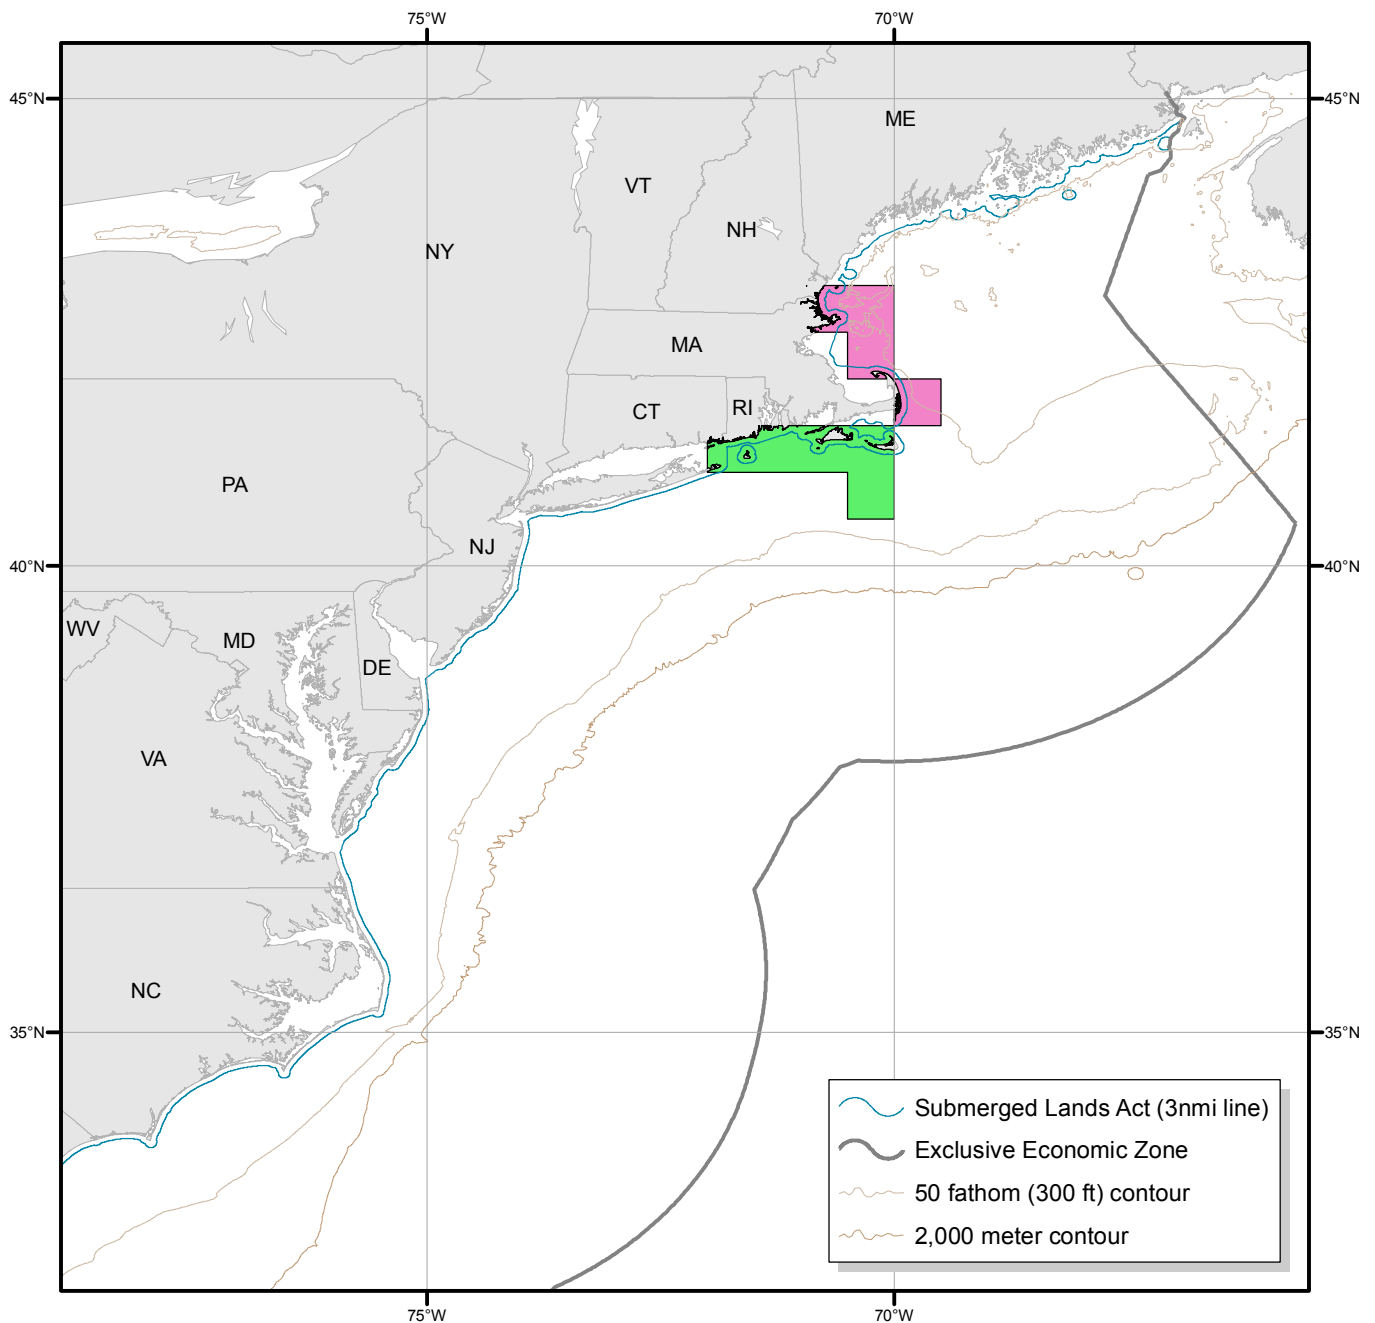 75°W
70°W
45°N
45°N
ME
VT
NH
NY
MA
RI
CT
PA
NJ
40°N
40°N
WV
MD
DE
VA
NC
35°N
35°N
Submerged Lands Act (3nmi line)
Exclusive Economic Zone
50 fathom (300 ft) contour
2,000 meter contour
75°W
70°W